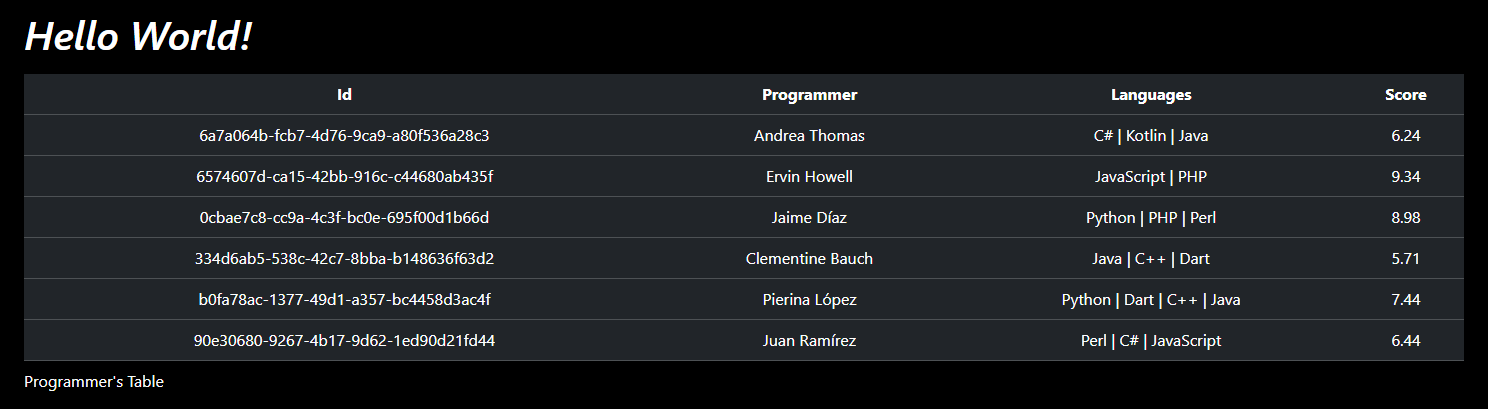 Hello World!
Id Programmer Languages Score
6a7a064b-fcb7-4d76-9ca9-a80f536a28c3 Andrea Thomas C# | Kotlin | Java 6.24
6574607d-ca15-42bb-916c-c44680ab435f Ervin Howell JavaScript | PHP 9.34
0cbae7c8-cc9a-4c3f-bc0e-695f00d1b66d Jaime Díaz Python | PHP | Perl 8.98
334d6ab5-538c-42c7-8bba-b148636f63d2 Clementine Bauch Java | C++ | Dart 5.71
b0fa78ac-1377-49d1-a357-bc4458d3ac4f Pierina López Python | Dart | C++ | Java 7.44
90e30680-9267-4b17-9d62-1ed90d21fd44 Juan Ramírez Perl | C# | JavaScript 6.44
Programmer's Table